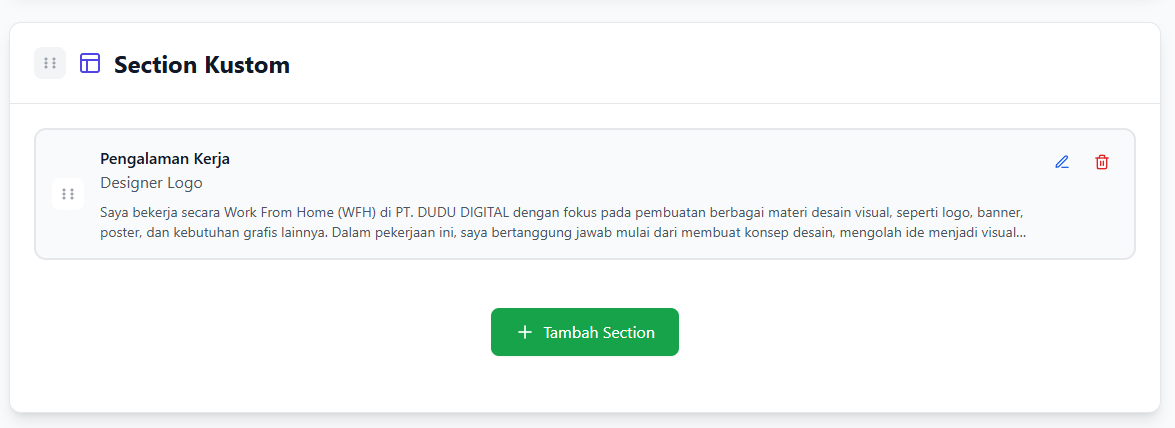 Section Kustom
Pengalaman Kerja
Designer Logo
Saya bekerja secara Work From Home (WFH) di PT. DUDU DIGITAL dengan fokus pada pembuatan berbagai materi desain visual, seperti logo, banner,
poster, dan kebutuhan grafis lainnya. Dalam pekerjaan ini, saya bertanggung jawab mulai dari membuat konsep desain, mengolah ide menjadi visual...
Tambah Section